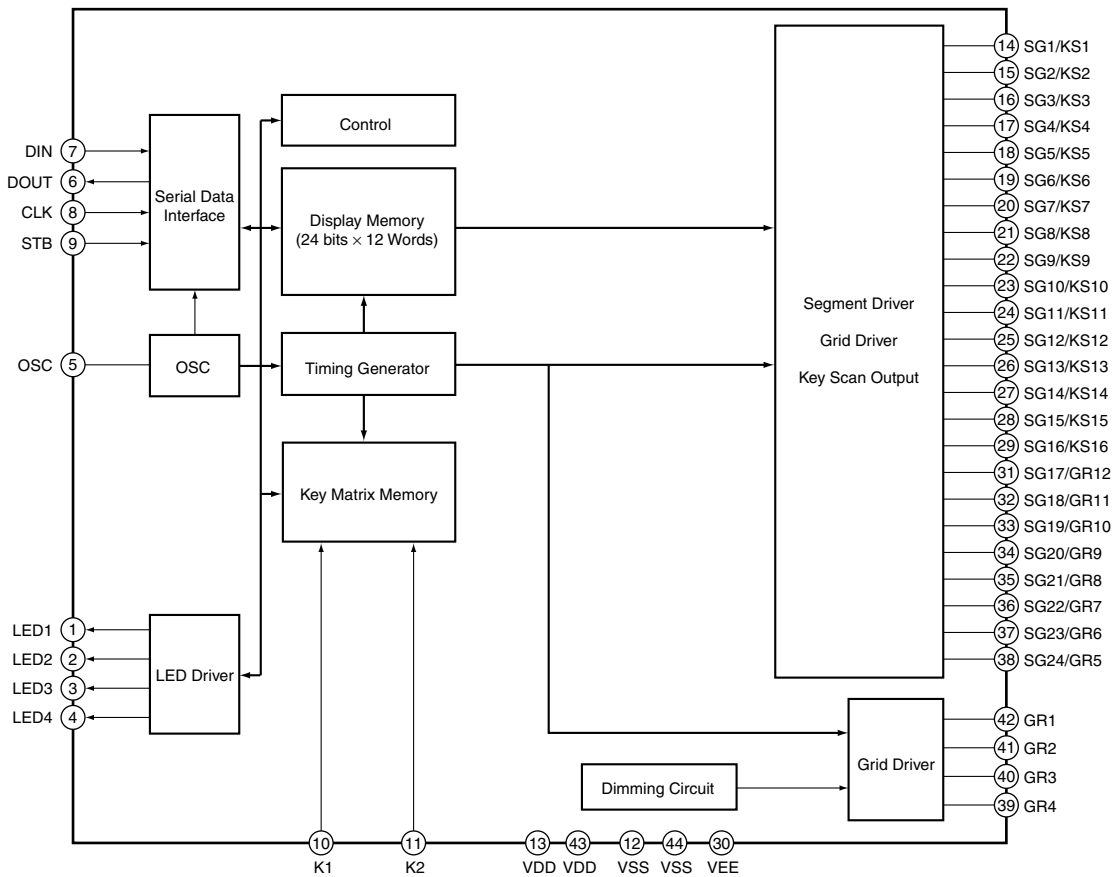 DIN 7
DOUT 6
CLK 8
STB 9
OSC 5
LED1 1
LED2 2
LED3 3
LED4 4
Serial Data
Interface
OSC
LED Driver
Control
Display Memory
(24 bits × 12 Words)
Timing Generator
Key Matrix Memory
Segment Driver
Grid Driver
Key Scan Output
Dimming Circuit
Grid Driver
14 SG1/KS1
15 SG2/KS2
16 SG3/KS3
17 SG4/KS4
18 SG5/KS5
19 SG6/KS6
20 SG7/KS7
21 SG8/KS8
22 SG9/KS9
23 SG10/KS10
24 SG11/KS11
25 SG12/KS12
26 SG13/KS13
27 SG14/KS14
28 SG15/KS15
29 SG16/KS16
31 SG17/GR12
32 SG18/GR11
33 SG19/GR10
34 SG20/GR9
35 SG21/GR8
36 SG22/GR7
37 SG23/GR6
38 SG24/GR5
42 GR1
41 GR2
40 GR3
39 GR4
10 11 13 43 12 44 30
K1 K2 VDD VDD VSS VSS VEE